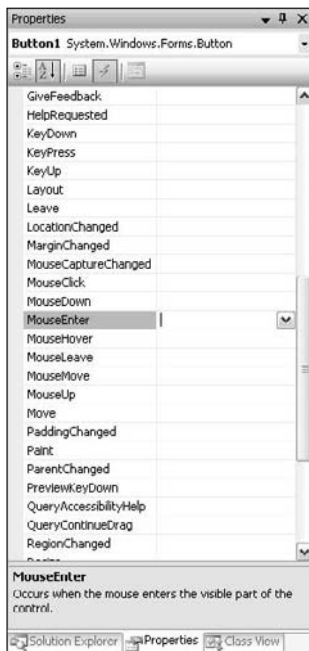 Properties
Button1 System.Windows.Forms.Button
GiveFeedback
HelpRequested
KeyDown
KeyPress
KeyUp
Layout
Leave
LocationChanged
MarginChanged
MouseCaptureChanged
MouseClick
MouseDown
MouseEnter
MouseHover
MouseLeave
MouseMove
MouseUp
Move
PaddingChanged
Paint
ParentChanged
PreviewKeyDown
QueryAccessibilityHelp
QueryContinueDrag
RegionChanged
MouseEnter
Occurs when the mouse enters the visible part of the
control.
Solution Explorer Properties Class View